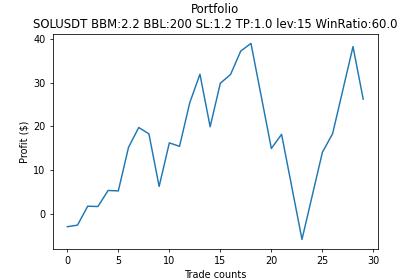 Portfolio
SOLUSDT BBM:2.2 BBL:200 SL:1.2 TP:1.0 lev:15 WinRatio:60.0
40
30
20
10
0
Profit ($)
0 5 10 15 20 25 30
Trade counts